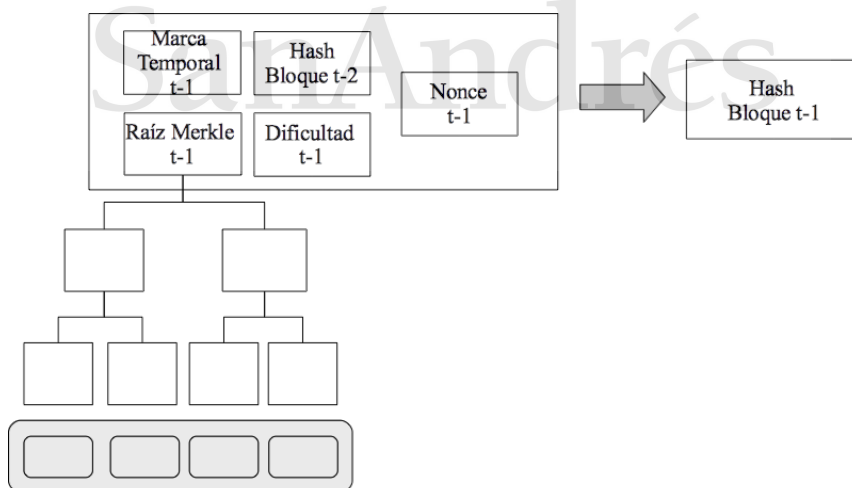 SanAndrés
Marca
Temporal
t-1
Hash
Bloque t-2
Nonce
t-1
Raíz Merkle
t-1
Dificultad
t-1
Hash
Bloque t-1